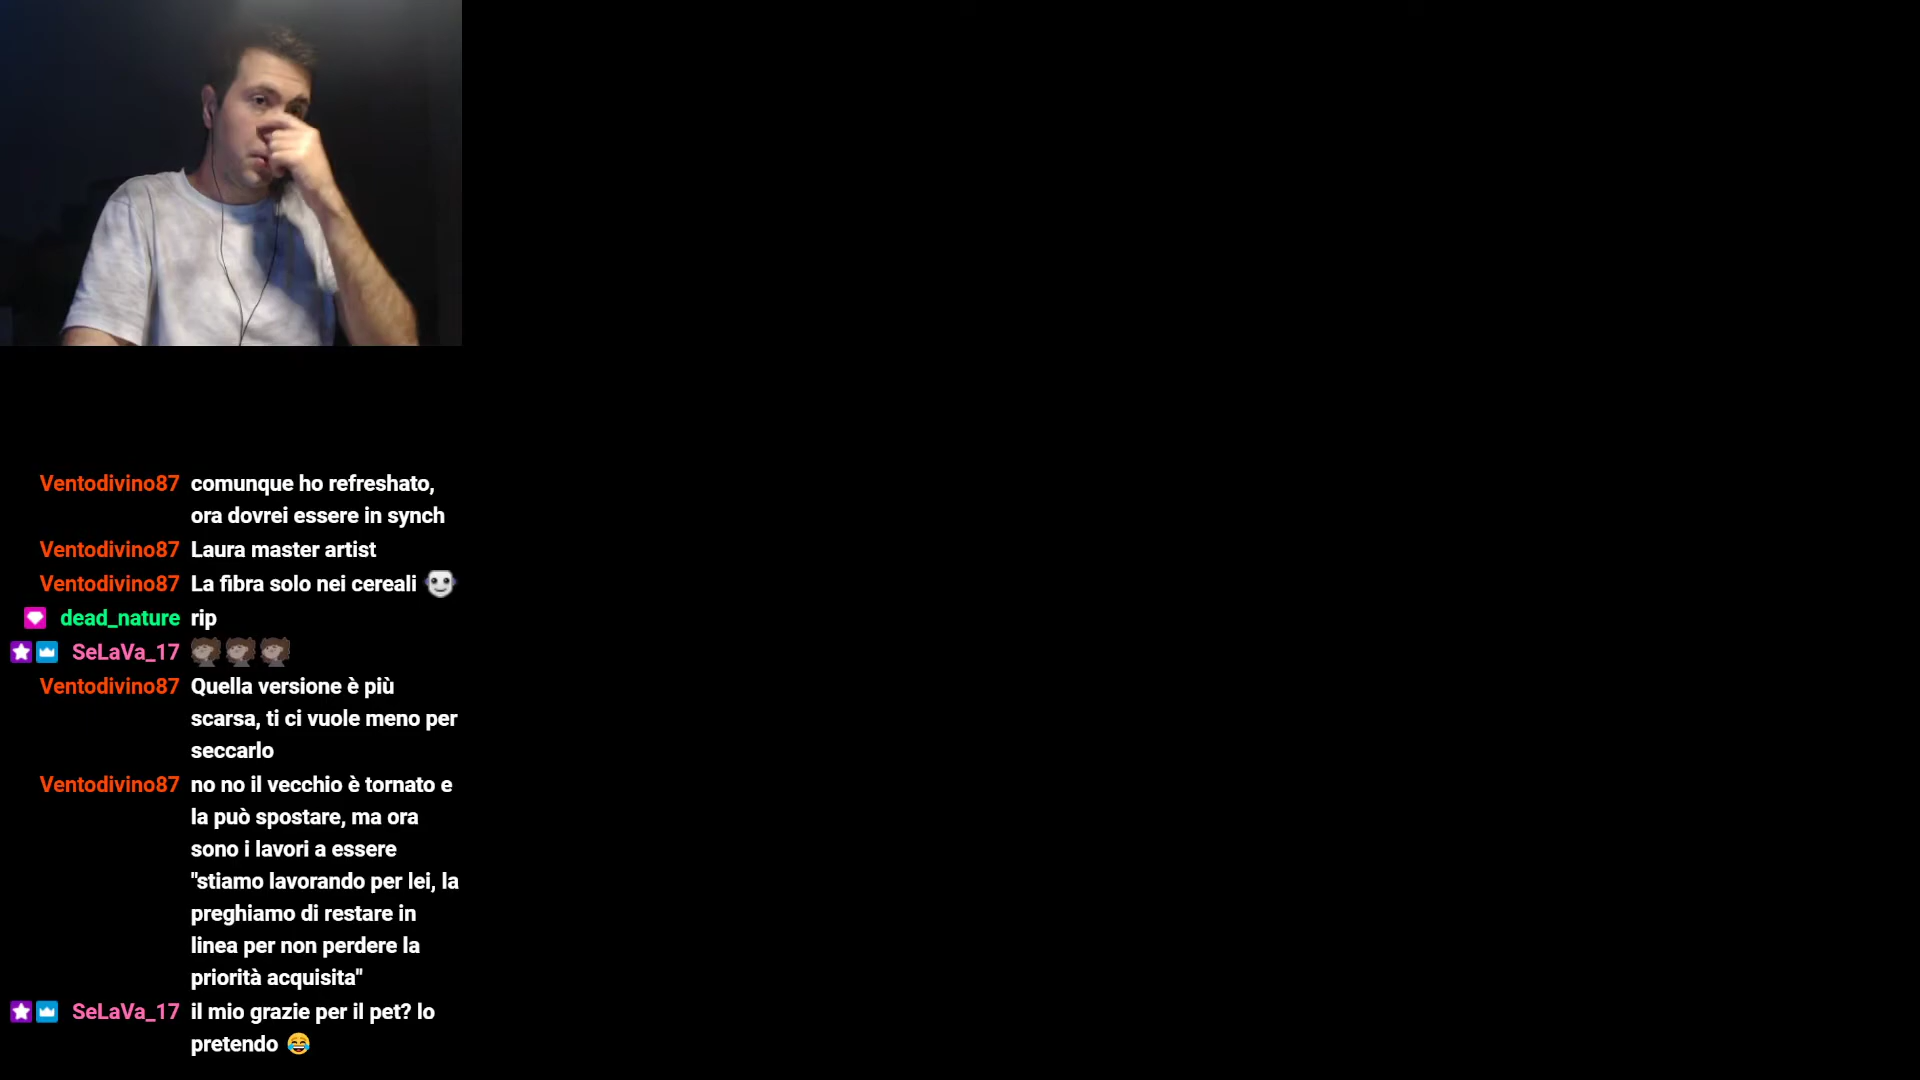 Ventodivino87 comunque ho refreshato,
ora dovrei essere in synch
Ventodivino87 Laura master artist
Ventodivino87 La fibra solo nei cereali
dead_nature rip
SeLaVa_17
Ventodivino87 Quella versione è più
scarsa, ti ci vuole meno per
seccarlo
Ventodivino87 no no il vecchio è tornato e
la può spostare, ma ora
sono i lavori a essere
"stiamo lavorando per lei, la
preghiamo di restare in
linea per non perdere la
priorità acquisita"
SeLaVa_17 il mio grazie per il pet? lo
pretendo 😂